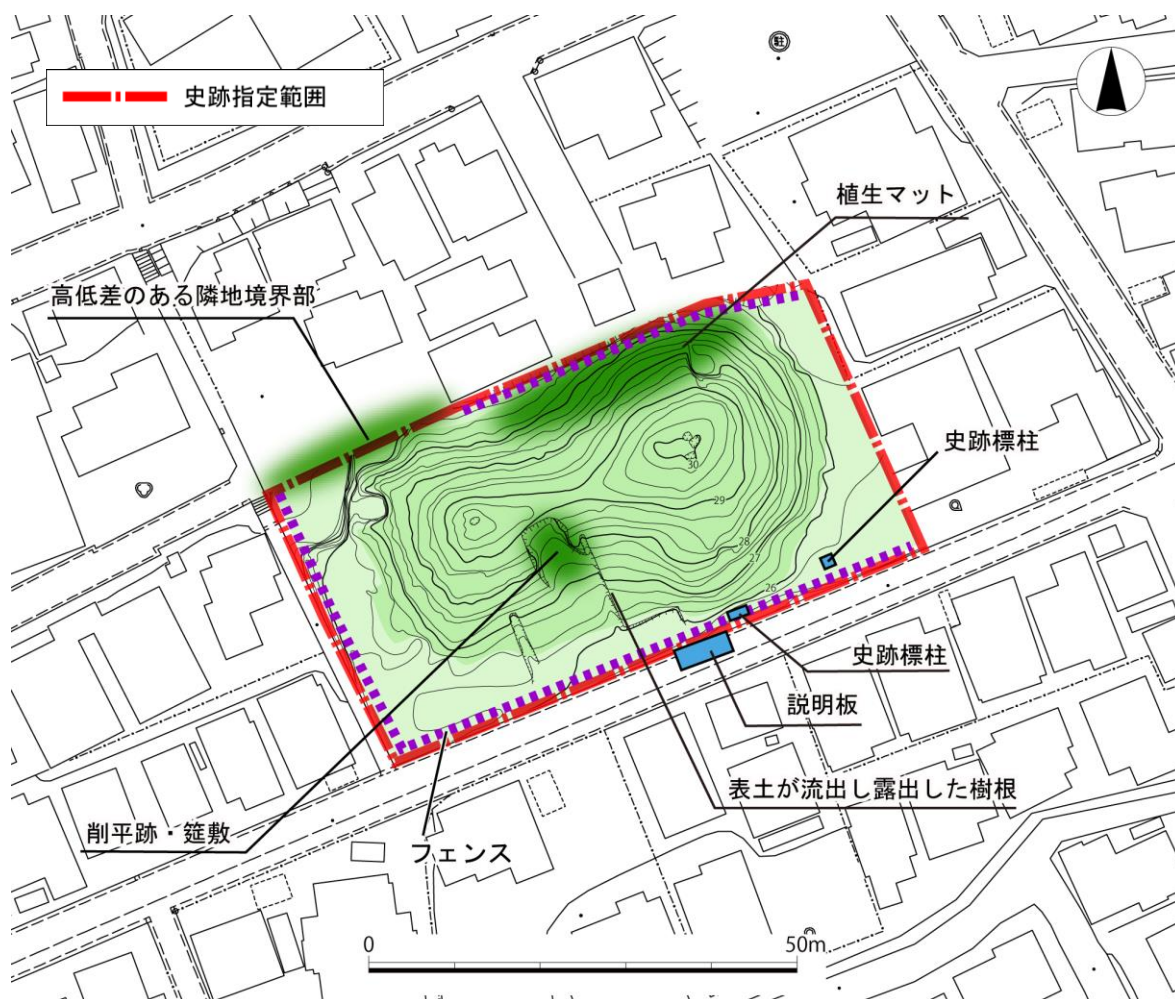 史跡指定範囲
駐
植生マット
高低差のある隣地境界部
史跡標柱
30
29
28
27
26
史跡標柱
説明板
表土が流出し露出した樹根
削平跡・筵敷
フェンス
0
50m